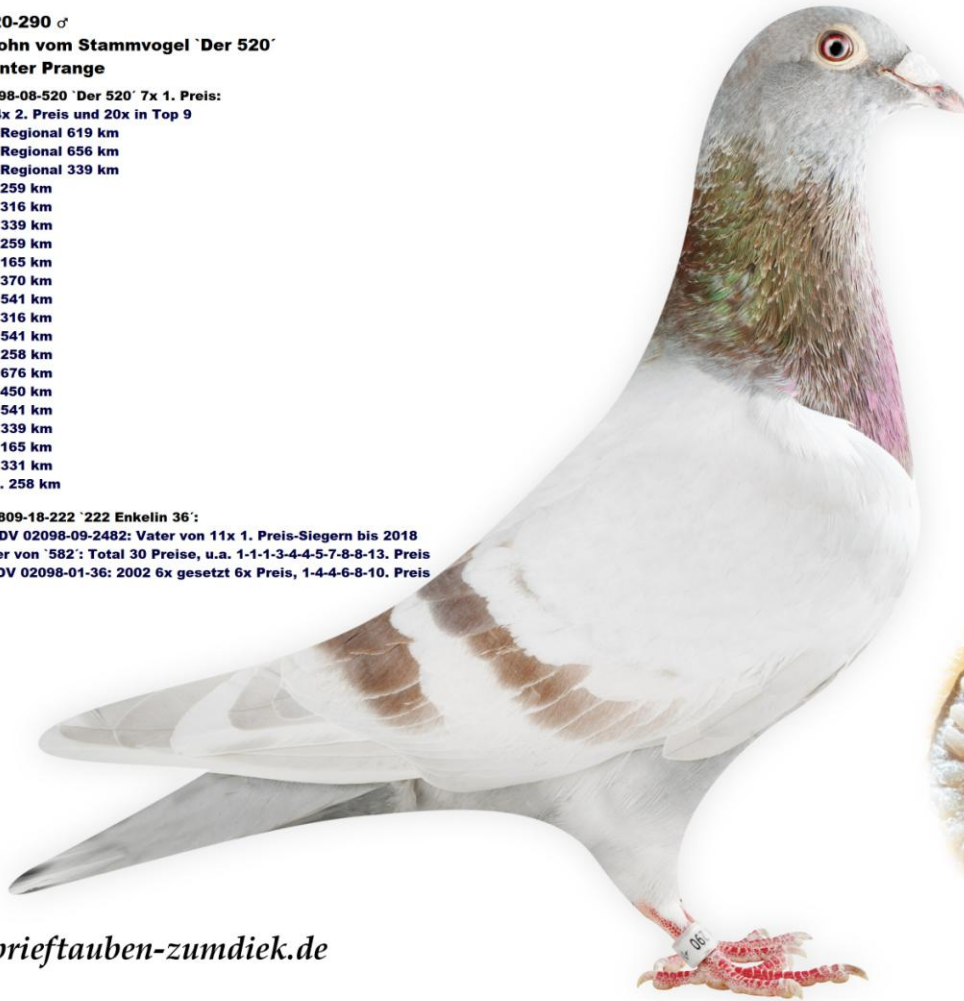 20-290 ♂
ohn vom Stammvogel `Der 520´
nter Prange
98-08-520 `Der 520´ 7x 1. Preis:
x 2. Preis und 20x in Top 9
Regional 619 km
Regional 656 km
Regional 339 km
259 km
316 km
339 km
259 km
165 km
370 km
541 km
316 km
541 km
258 km
676 km
450 km
541 km
339 km
165 km
331 km
. 258 km
809-18-222 `222 Enkelin 36´:
DV 02098-09-2482: Vater von 11x 1. Preis-Siegern bis 2018
er von `582´: Total 30 Preise, u.a. 1-1-1-3-4-4-5-7-8-8-13. Preis
DV 02098-01-36: 2002 6x gesetzt 6x Preis, 1-4-4-6-8-10. Preis
062
brieftauben-zumdiek.de